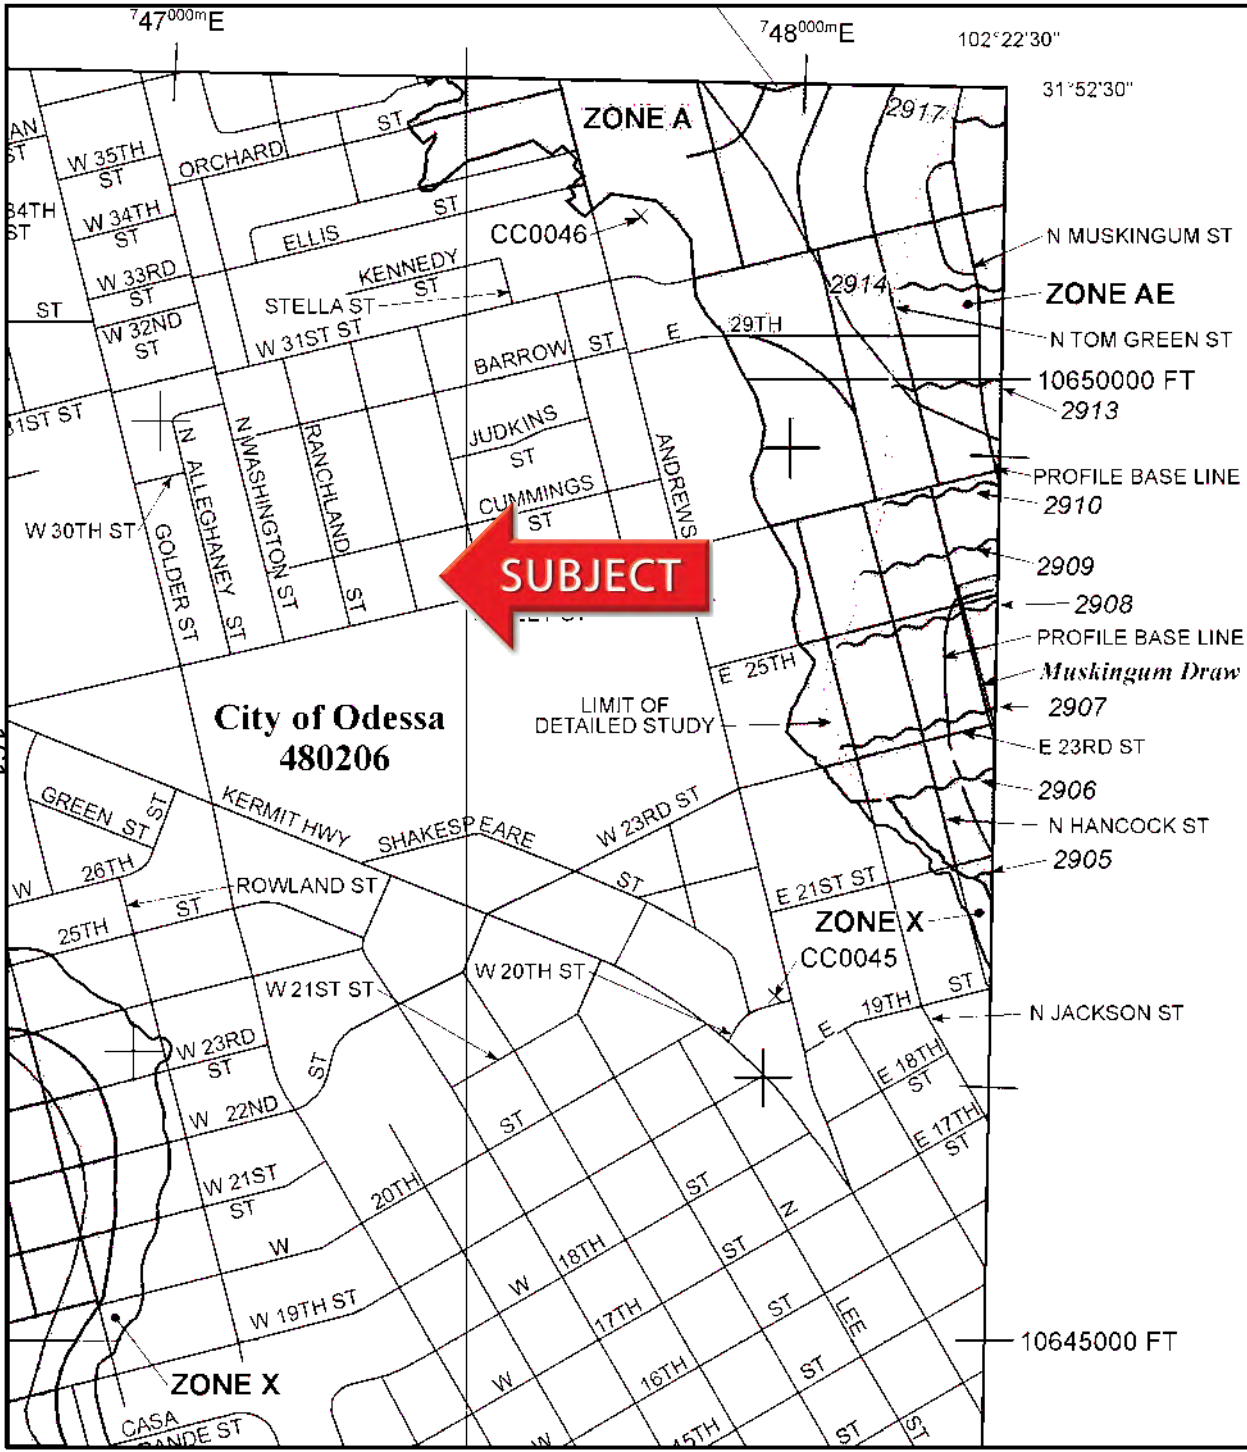 747000mE
748000mE
102°22'30"
31°52'30"
2917
ZONE A
ST
W 35TH
ST
ORCHARD
34TH
ST
W 34TH
ST
ST
ELLIS
CC0046
N MUSKINGUM ST
W 33RD
ST
KENNEDY
ST
STELLA ST
2914
ZONE AE
ST
W 32ND
ST
W 31ST ST
BARROW
ST
E
29TH
N TOM GREEN ST
10650000 FT
2913
31ST ST
N
ALLEGHANEY
ST
N WASHINGTON ST
RANCHLAND
ST
JUDKINS
ST
ANDREWS
CUMMINGS
ST
PROFILE BASE LINE
2910
W 30TH ST
GOLDER ST
SUBJECT
2909
2908
PROFILE BASE LINE
E 25TH
Muskingum Draw
City of Odessa
480206
LIMIT OF
DETAILED STUDY
2907
E 23RD ST
2906
GREEN ST
ST
KERMIT HWY
SHAKESPEARE
ST
W 23RD ST
N HANCOCK ST
2905
W
26TH
ROWLAND ST
E 21ST ST
25TH
ST
ZONE X
CC0045
W 21ST ST
W 20TH ST
E
19TH
ST
N JACKSON ST
W 23RD
ST
ST
E 18TH
ST
W 22ND
ST
E 17TH
ST
W 21ST
ST
20TH
ST
N
W
18TH
ST
W
W 19TH ST
17TH
ST
LEE
ST
10645000 FT
W
16TH
ST
ZONE X
CASA
ST
W
15TH
ST